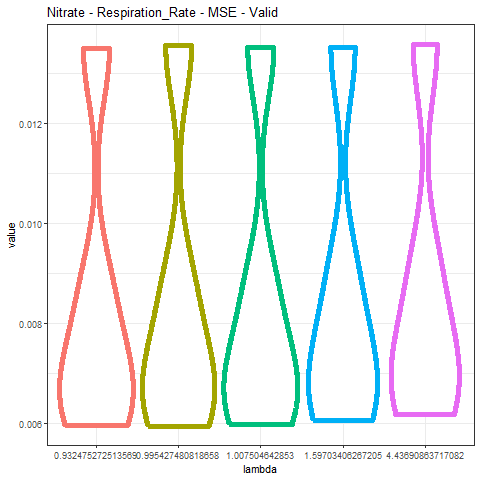 Nitrate - Respiration_Rate - MSE - Valid
0.012
0.010
0.008
0.006
value
0.932475272513569 0.995427480818658 1.007504642853 1.59703406267205 4.43690863717082
lambda